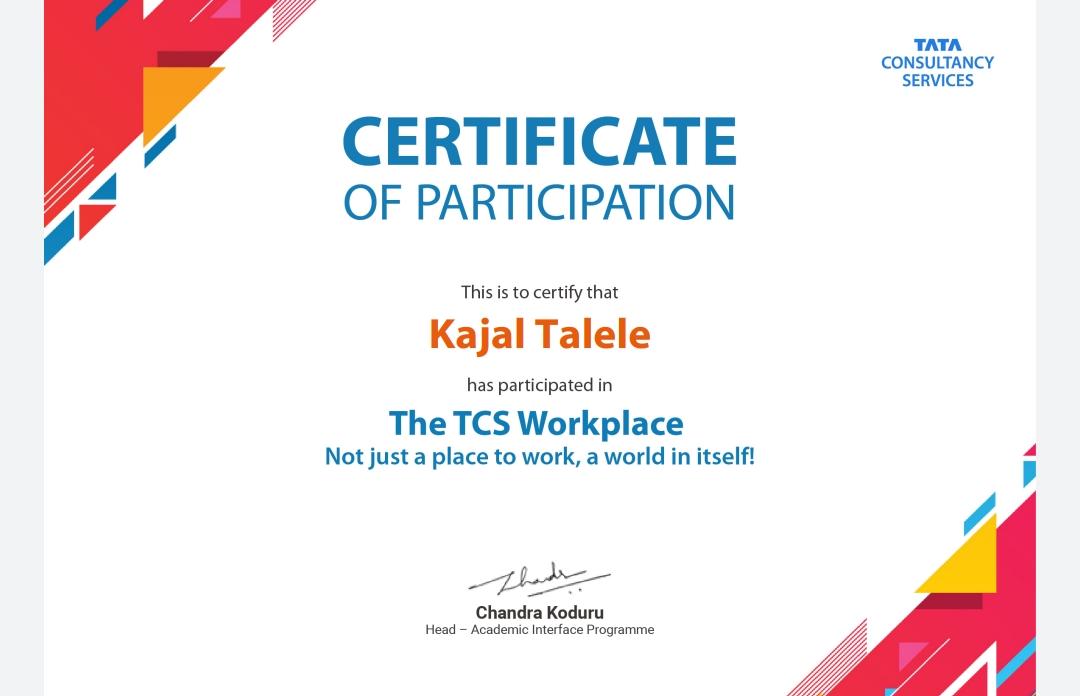 TATA
CONSULTANCY
SERVICES
CERTIFICATE
OF PARTICIPATION
This is to certify that
Kajal Talele
has participated in
The TCS Workplace
Not just a place to work, a world in itself!
Chandra Koduru
Head – Academic Interface Programme